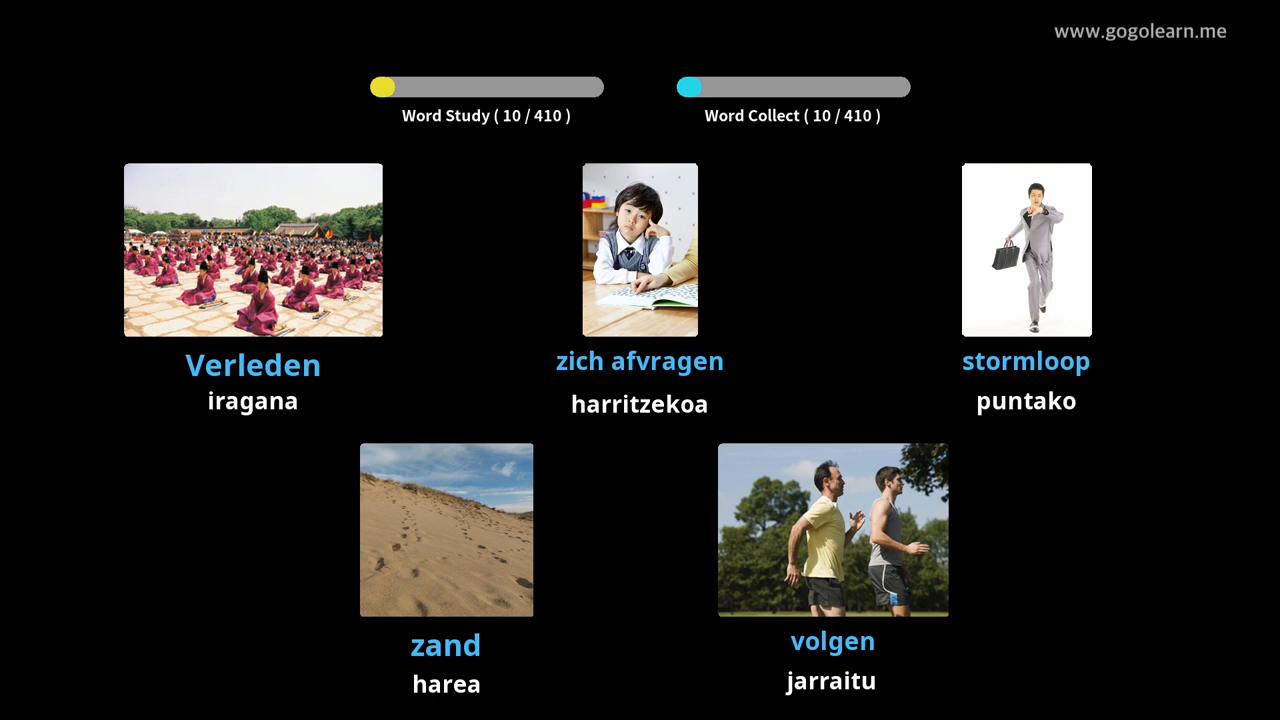 www.gogolearn.me
Word Study ( 10 / 410 )
Word Collect ( 10 / 410 )
Verleden
iragana
zich afvragen
harritzekoa
stormloop
puntako
zand
harea
volgen
jarraitu